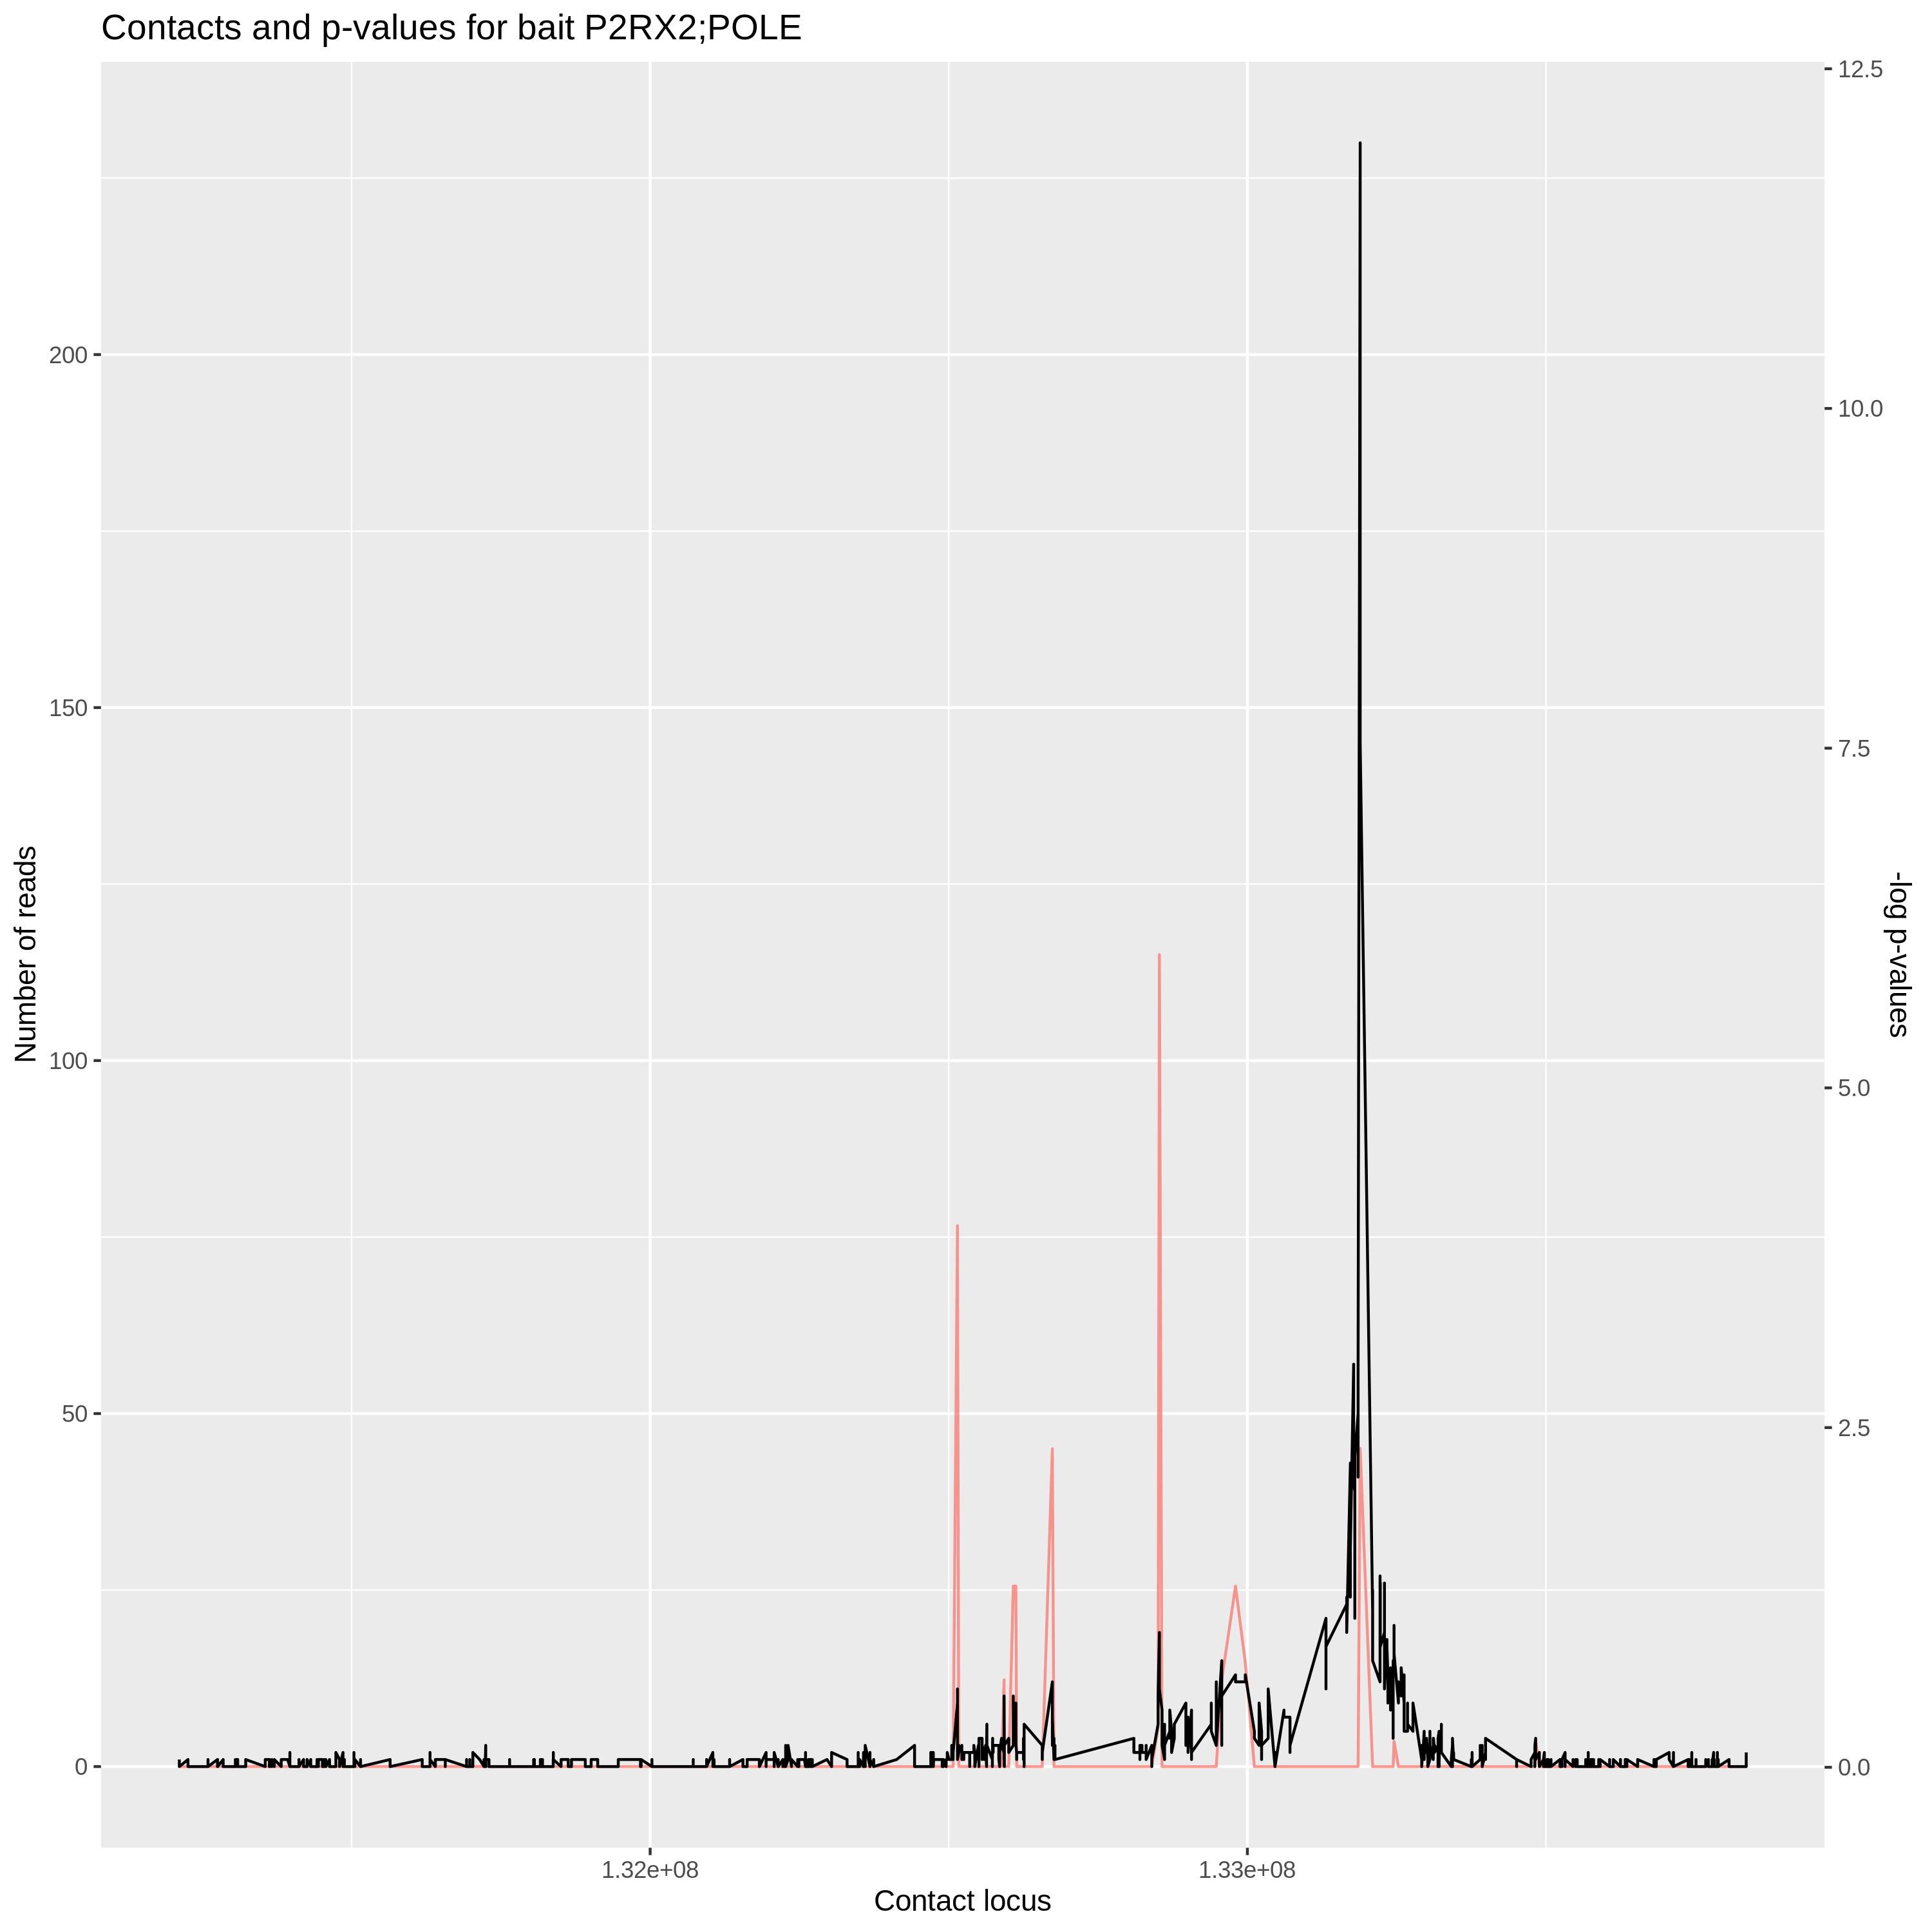 Contacts and p-values for bait P2RX2;POLE
12.5
200
10.0
150
7.5
Number of reads
-log p-values
100
5.0
50
2.5
0
0.0
1.32e+08
1.33e+08
Contact locus